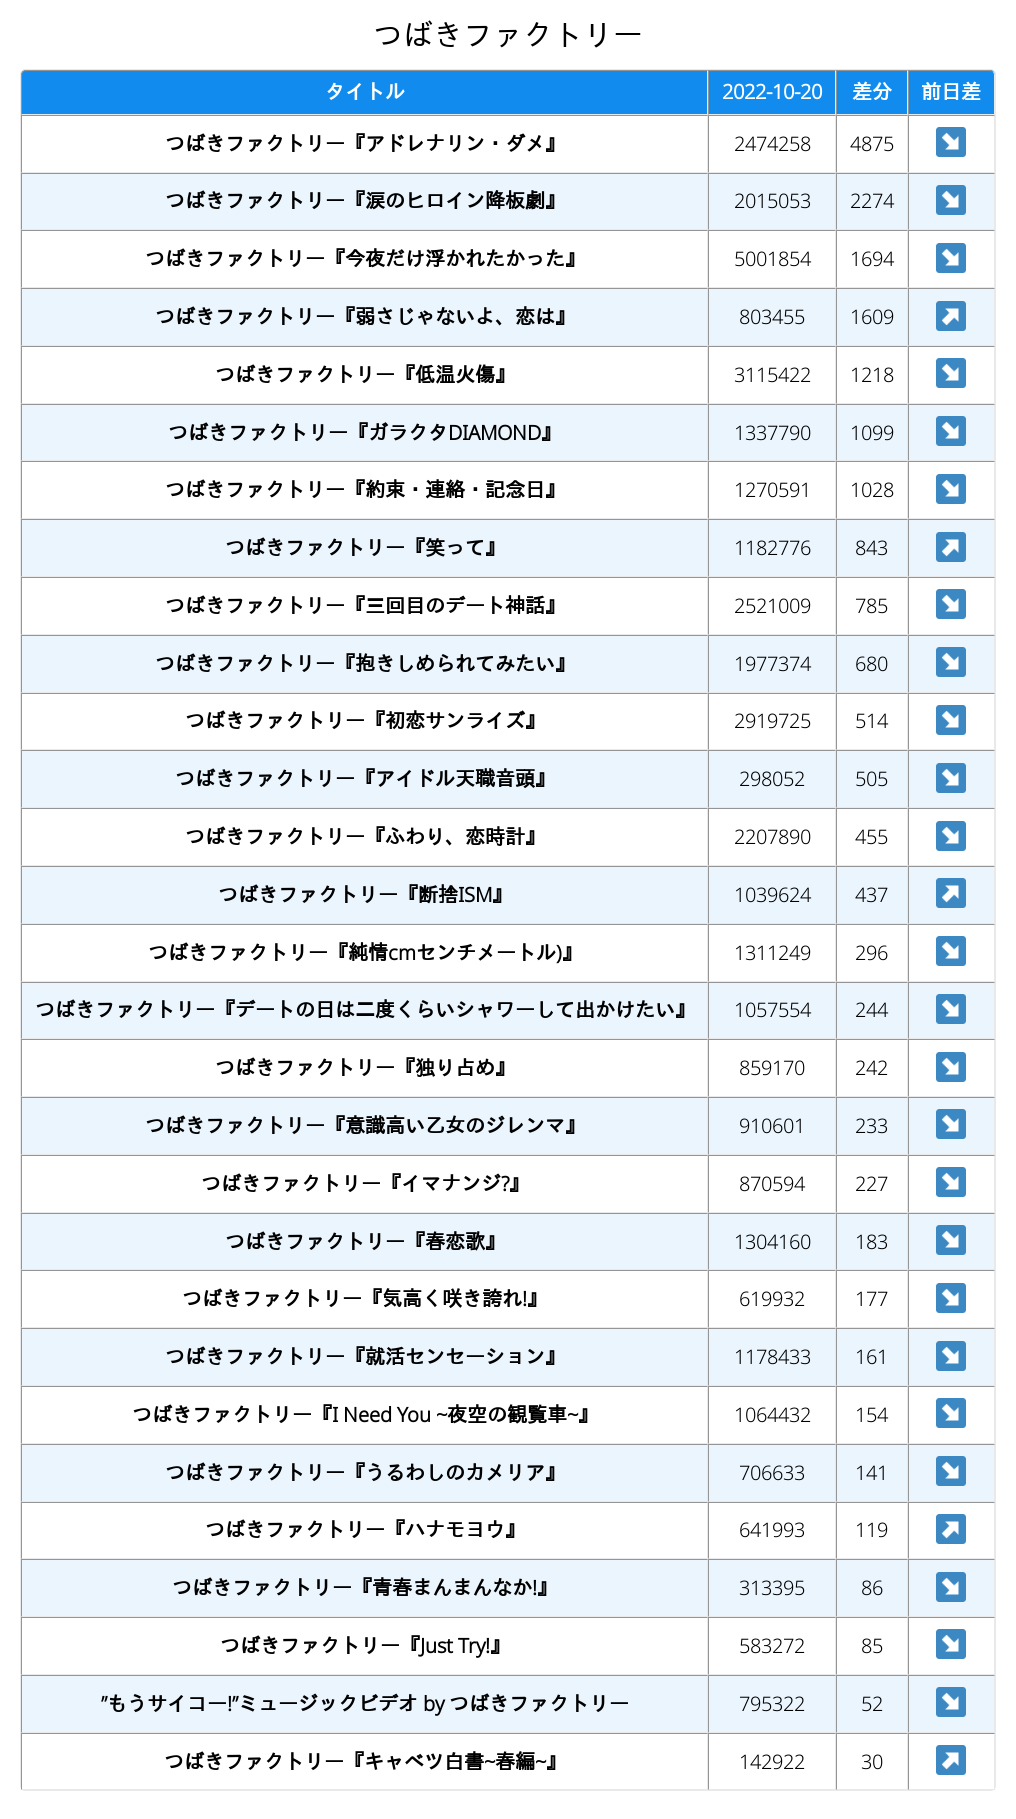 つばきファクトリー
タイトル 2022-10-20 差分 前日差
つばきファクトリー『アドレナリン・ダメ』 2474258 4875 ↘
つばきファクトリー『涙のヒロイン降板劇』 2015053 2274 ↘
つばきファクトリー『今夜だけ浮かれたかった』 5001854 1694 ↘
つばきファクトリー『弱さじゃないよ、恋は』 803455 1609 ↗
つばきファクトリー『低温火傷』 3115422 1218 ↘
つばきファクトリー『ガラクタDIAMOND』 1337790 1099 ↘
つばきファクトリー『約束・連絡・記念日』 1270591 1028 ↘
つばきファクトリー『笑って』 1182776 843 ↗
つばきファクトリー『三回目のデート神話』 2521009 785 ↘
つばきファクトリー『抱きしめられてみたい』 1977374 680 ↘
つばきファクトリー『初恋サンライズ』 2919725 514 ↘
つばきファクトリー『アイドル天職音頭』 298052 505 ↘
つばきファクトリー『ふわり、恋時計』 2207890 455 ↘
つばきファクトリー『断捨ISM』 1039624 437 ↗
つばきファクトリー『純情cmセンチメートル)』 1311249 296 ↘
つばきファクトリー『デートの日は二度くらいシャワーして出かけたい』 1057554 244 ↘
つばきファクトリー『独り占め』 859170 242 ↘
つばきファクトリー『意識高い乙女のジレンマ』 910601 233 ↘
つばきファクトリー『イマナンジ?』 870594 227 ↘
つばきファクトリー『春恋歌』 1304160 183 ↘
つばきファクトリー『気高く咲き誇れ!』 619932 177 ↘
つばきファクトリー『就活センセーション』 1178433 161 ↘
つばきファクトリー『I Need You ~夜空の観覧車~』 1064432 154 ↘
つばきファクトリー『うるわしのカメリア』 706633 141 ↘
つばきファクトリー『ハナモヨウ』 641993 119 ↗
つばきファクトリー『青春まんまんなか!』 313395 86 ↘
つばきファクトリー『Just Try!』 583272 85 ↘
”もうサイコー!”ミュージックビデオ by つばきファクトリー 795322 52 ↘
つばきファクトリー『キャベツ白書~春編~』 142922 30 ↗